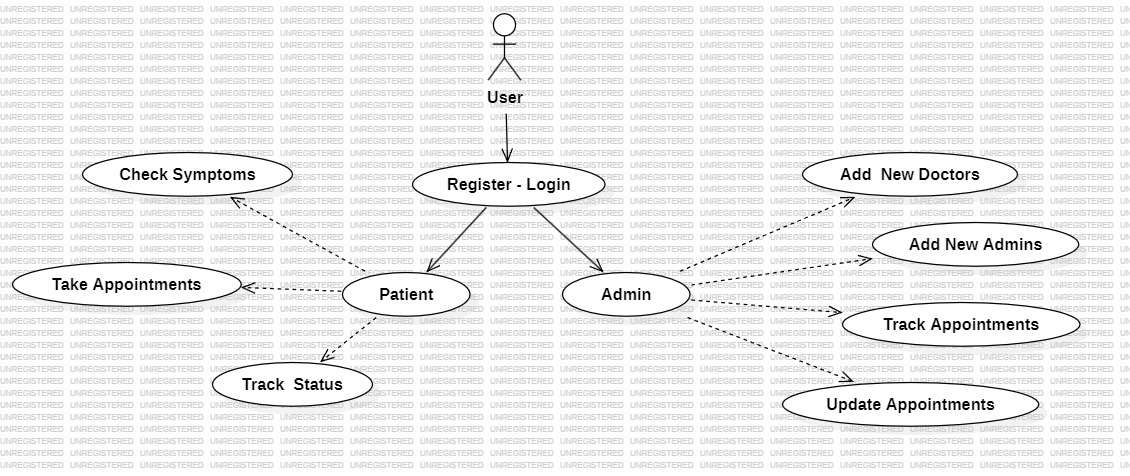 User
Register - Login
Check Symptoms
Take Appointments
Track  Status
Patient
Admin
Add  New Doctors
Add New Admins
Track Appointments
Update Appointments
UNREGISTERED